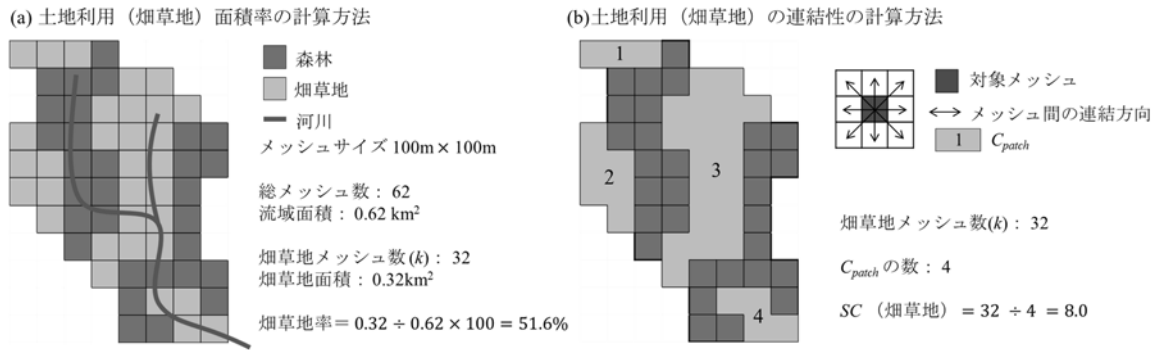 (a) 土地利用（畑草地）面積率の計算方法
森林
畑草地
河川
メッシュサイズ 100m × 100m
総メッシュ数： 62
流域面積： 0.62 km²
畑草地メッシュ数(k)： 32
畑草地面積： 0.32km²
畑草地率＝ 0.32 ÷ 0.62 × 100 = 51.6%
(b)土地利用（畑草地）の連結性の計算方法
1
2
3
4
対象メッシュ
メッシュ間の連結方向
1 Cpatch
畑草地メッシュ数(k)： 32
Cpatch の数： 4
SC （畑草地） = 32 ÷ 4 = 8.0